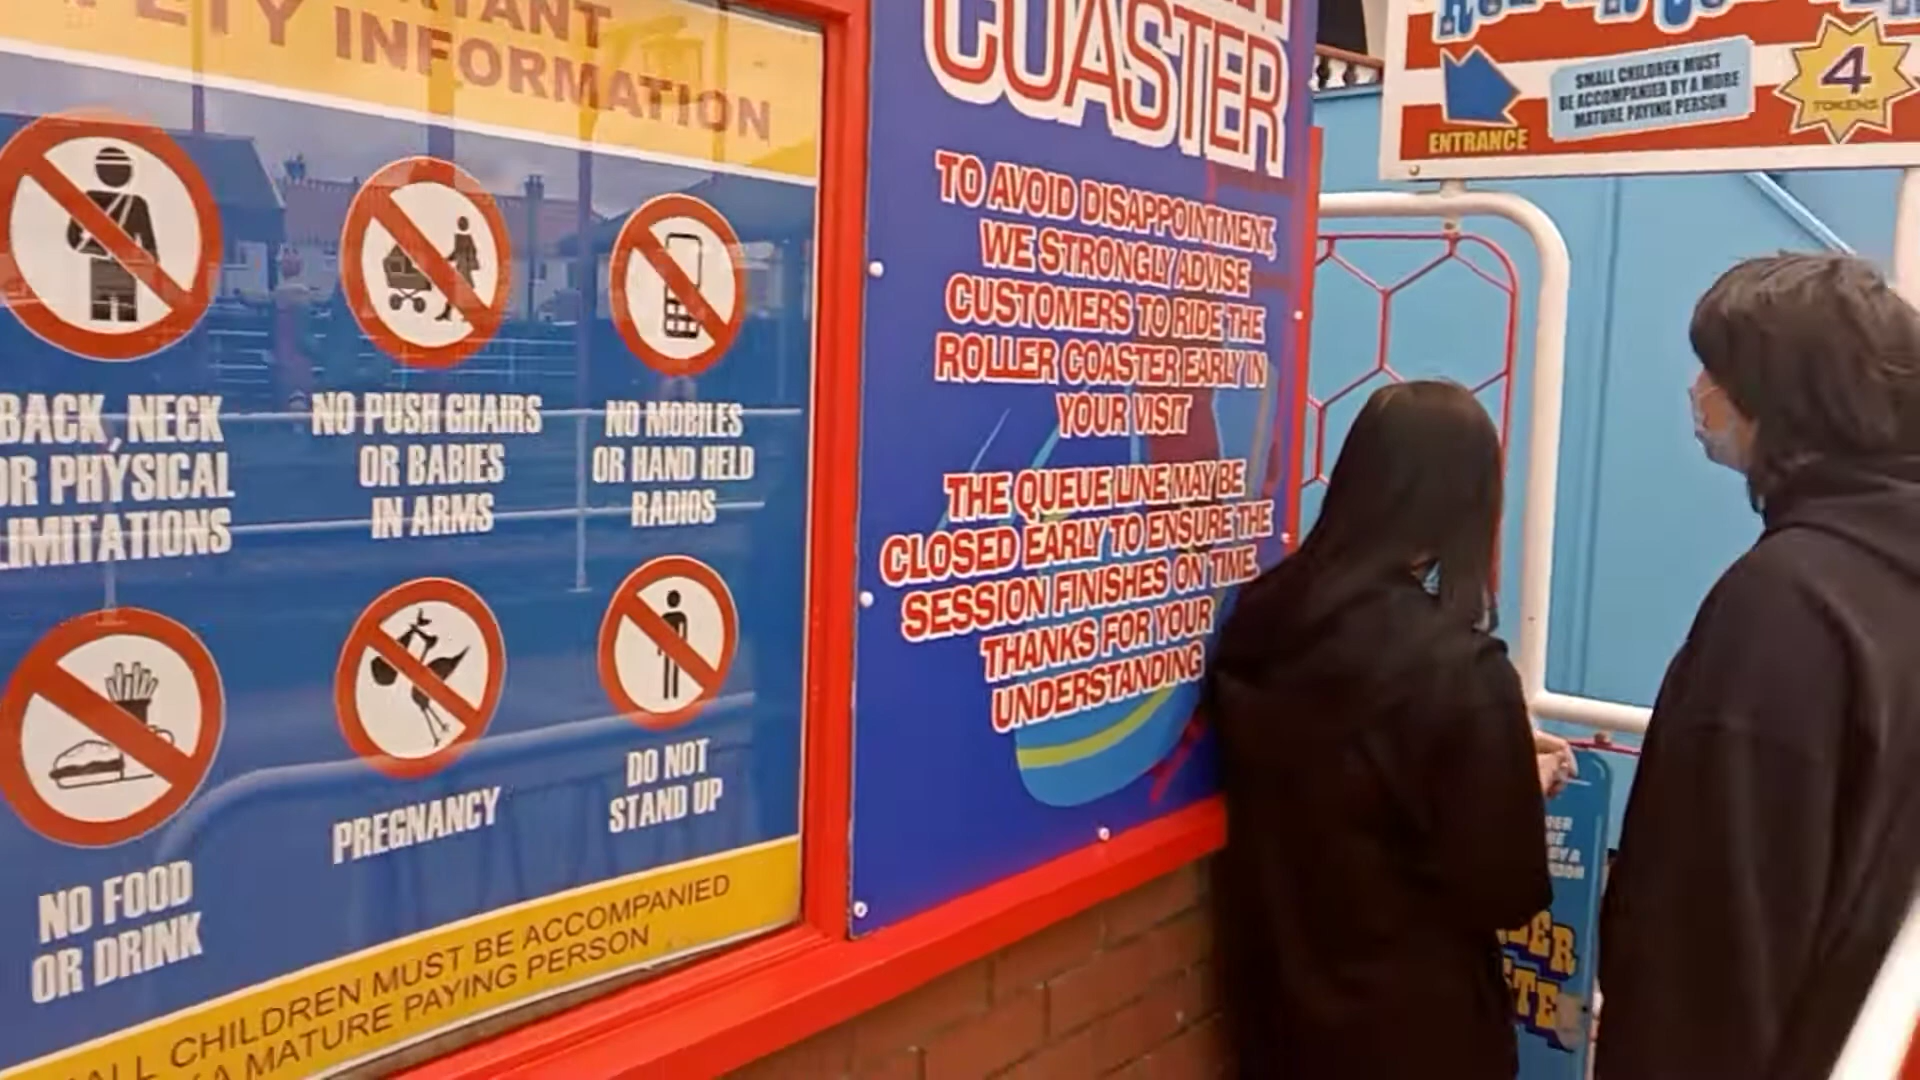 INFORMATION
BACK, NECK
OR PHYSICAL
LIMITATIONS
NO PUSH CHAIRS
OR BABIES
IN ARMS
NO MOBILES
OR HAND HELD
RADIOS
NO FOOD
OR DRINK
PREGNANCY
DO NOT
STAND UP
SMALL CHILDREN MUST BE ACCOMPANIED
BY A MATURE PAYING PERSON
COASTER
TO AVOID DISAPPOINTMENT,
WE STRONGLY ADVISE
CUSTOMERS TO RIDE THE
ROLLER COASTER EARLY IN
YOUR VISIT
THE QUEUE LINE MAY BE
CLOSED EARLY TO ENSURE THE
SESSION FINISHES ON TIME.
THANKS FOR YOUR
UNDERSTANDING
ENTRANCE
SMALL CHILDREN MUST
BE ACCOMPANIED BY A MORE
MATURE PAYING PERSON
4
TOKENS